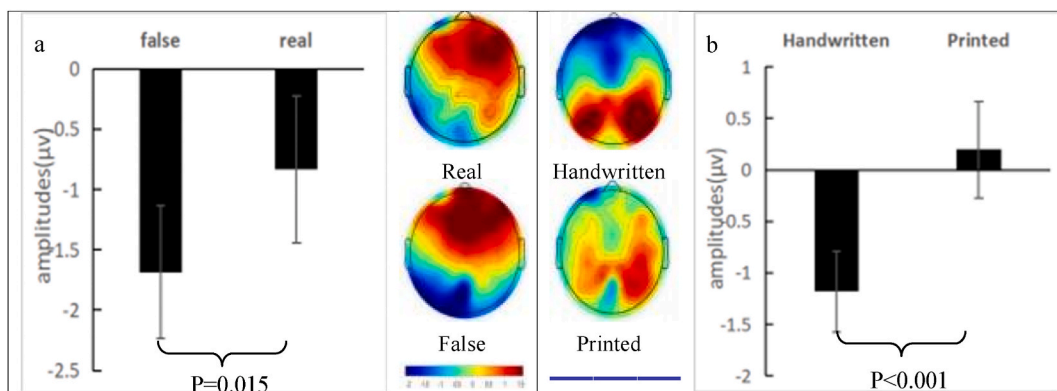 a
false real
0
-0.5
-1
-1.5
-2
-2.5
amplitudes(μv)
P=0.015
Real
False
Handwritten
Printed
b
Handwritten Printed
1
0.5
0
-0.5
-1
-1.5
-2
amplitudes(μv)
P<0.001